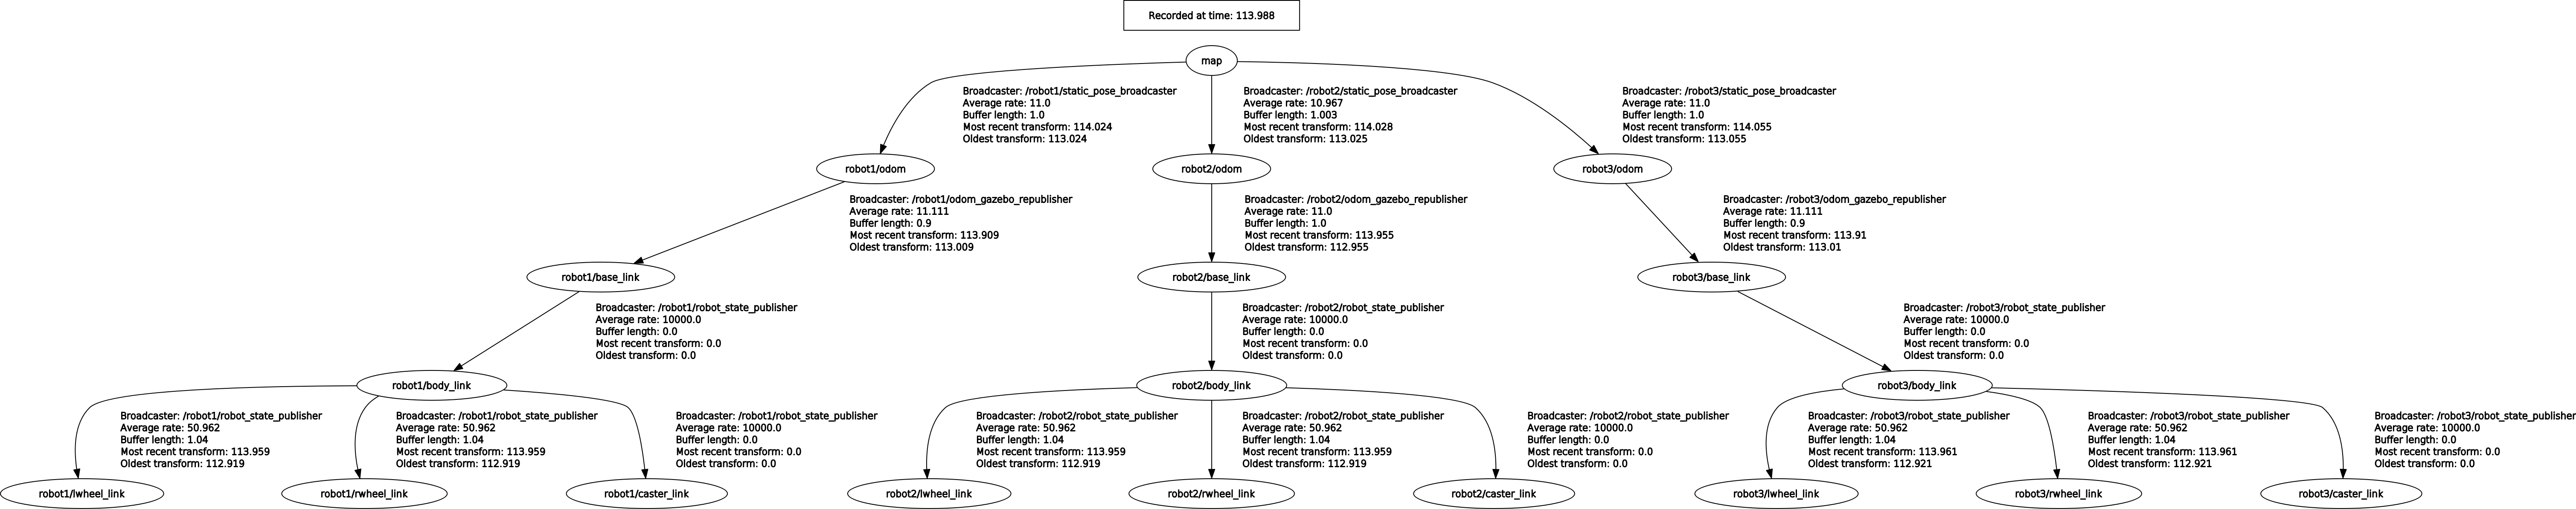 Recorded at time: 113.988
map
Broadcaster: /robot1/static_pose_broadcaster
Average rate: 11.0
Buffer length: 1.0
Most recent transform: 114.024
Oldest transform: 113.024
Broadcaster: /robot2/static_pose_broadcaster
Average rate: 10.967
Buffer length: 1.003
Most recent transform: 114.028
Oldest transform: 113.025
Broadcaster: /robot3/static_pose_broadcaster
Average rate: 11.0
Buffer length: 1.0
Most recent transform: 114.055
Oldest transform: 113.055
robot1/odom
robot2/odom
robot3/odom
Broadcaster: /robot1/odom_gazebo_republisher
Average rate: 11.111
Buffer length: 0.9
Most recent transform: 113.909
Oldest transform: 113.009
Broadcaster: /robot2/odom_gazebo_republisher
Average rate: 11.0
Buffer length: 1.0
Most recent transform: 113.955
Oldest transform: 112.955
Broadcaster: /robot3/odom_gazebo_republisher
Average rate: 11.111
Buffer length: 0.9
Most recent transform: 113.91
Oldest transform: 113.01
robot1/base_link
robot2/base_link
robot3/base_link
Broadcaster: /robot1/robot_state_publisher
Average rate: 10000.0
Buffer length: 0.0
Most recent transform: 0.0
Oldest transform: 0.0
Broadcaster: /robot2/robot_state_publisher
Average rate: 10000.0
Buffer length: 0.0
Most recent transform: 0.0
Oldest transform: 0.0
Broadcaster: /robot3/robot_state_publisher
Average rate: 10000.0
Buffer length: 0.0
Most recent transform: 0.0
Oldest transform: 0.0
robot1/body_link
robot2/body_link
robot3/body_link
Broadcaster: /robot1/robot_state_publisher
Average rate: 50.962
Buffer length: 1.04
Most recent transform: 113.959
Oldest transform: 112.919
Broadcaster: /robot1/robot_state_publisher
Average rate: 50.962
Buffer length: 1.04
Most recent transform: 113.959
Oldest transform: 112.919
Broadcaster: /robot1/robot_state_publisher
Average rate: 10000.0
Buffer length: 0.0
Most recent transform: 0.0
Oldest transform: 0.0
Broadcaster: /robot2/robot_state_publisher
Average rate: 50.962
Buffer length: 1.04
Most recent transform: 113.959
Oldest transform: 112.919
Broadcaster: /robot2/robot_state_publisher
Average rate: 50.962
Buffer length: 1.04
Most recent transform: 113.959
Oldest transform: 112.919
Broadcaster: /robot2/robot_state_publisher
Average rate: 10000.0
Buffer length: 0.0
Most recent transform: 0.0
Oldest transform: 0.0
Broadcaster: /robot3/robot_state_publisher
Average rate: 50.962
Buffer length: 1.04
Most recent transform: 113.961
Oldest transform: 112.921
Broadcaster: /robot3/robot_state_publisher
Average rate: 50.962
Buffer length: 1.04
Most recent transform: 113.961
Oldest transform: 112.921
Broadcaster: /robot3/robot_state_publisher
Average rate: 10000.0
Buffer length: 0.0
Most recent transform: 0.0
Oldest transform: 0.0
robot1/lwheel_link
robot1/rwheel_link
robot1/caster_link
robot2/lwheel_link
robot2/rwheel_link
robot2/caster_link
robot3/lwheel_link
robot3/rwheel_link
robot3/caster_link